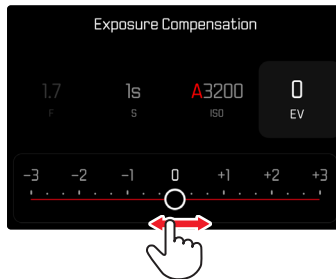 Exposure Compensation
1.7 1s A3200 0
F S ISO EV
-3 -2 -1 0 +1 +2 +3